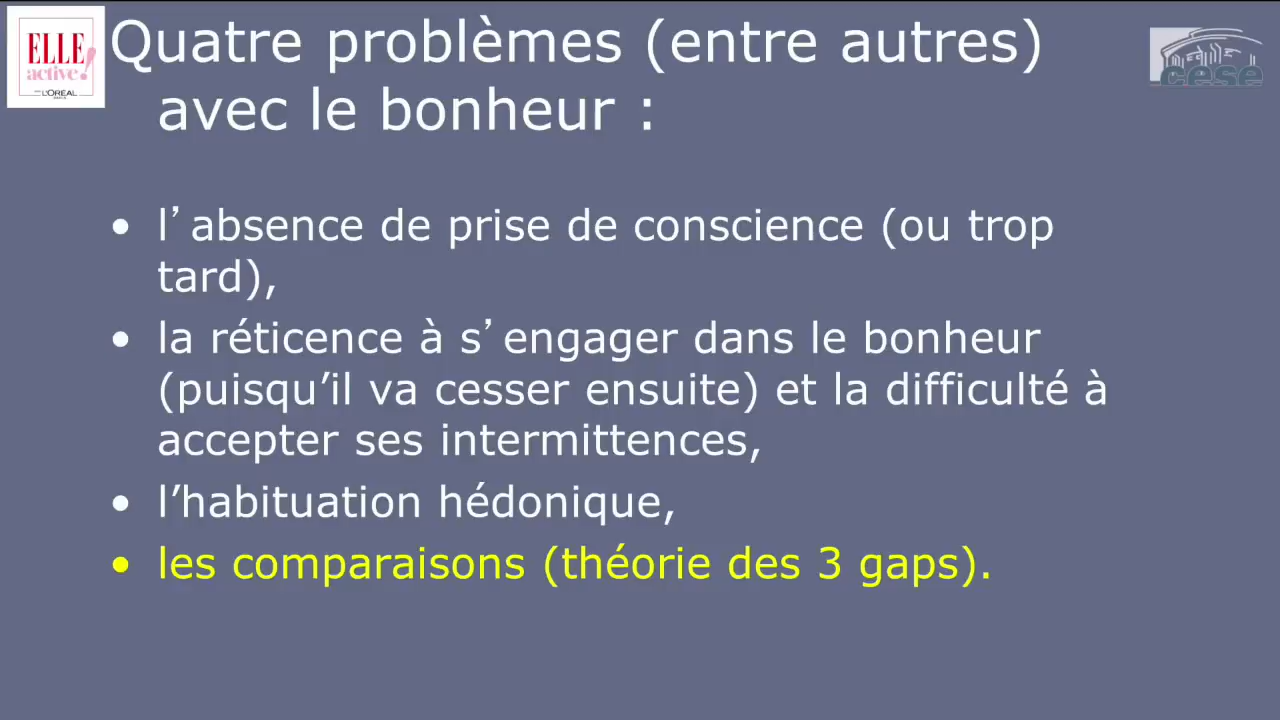 ELLE
active!
L'ORÉAL
Quatre problèmes (entre autres)
avec le bonheur :
cese
• l’absence de prise de conscience (ou trop
tard),
• la réticence à s’engager dans le bonheur
(puisqu’il va cesser ensuite) et la difficulté à
accepter ses intermittences,
• l’habituation hédonique,
• les comparaisons (théorie des 3 gaps).